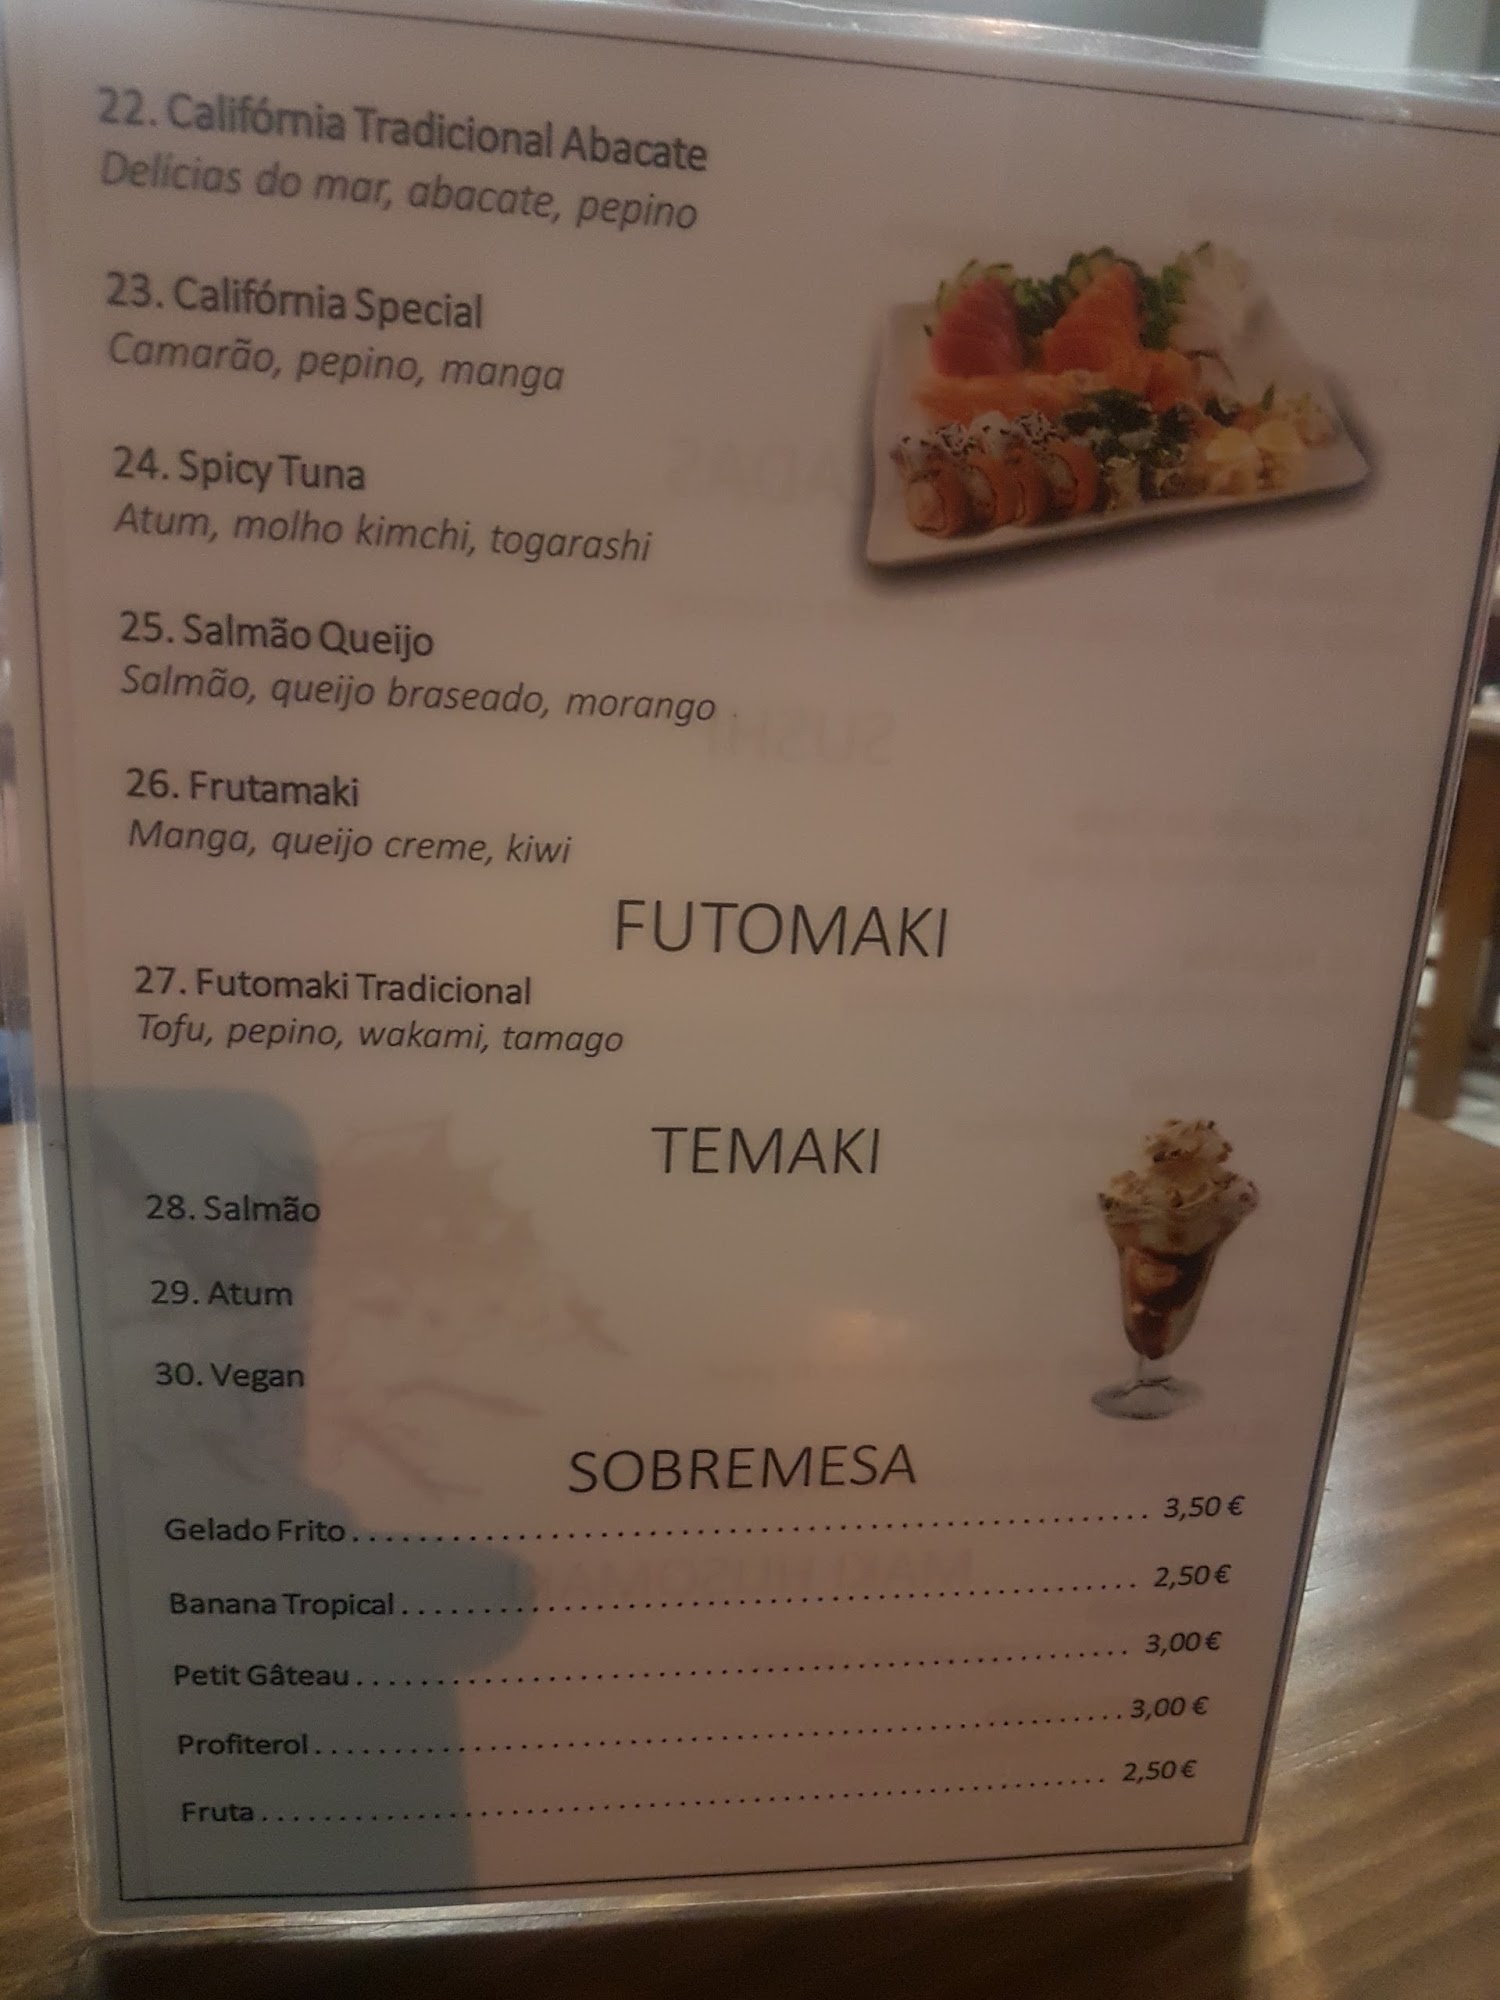 22. Califórnia Tradicional Abacate
Delícias do mar, abacate, pepino
23. Califórnia Special
Camarão, pepino, manga
24. Spicy Tuna
Atum, molho kimchi, togarashi
25. Salmão Queijo
Salmão, queijo braseado, morango
26. Frutamaki
Manga, queijo creme, kiwi
FUTOMAKI
27. Futomaki Tradicional
Tofu, pepino, wakami, tamago
TEMAKI
28. Salmão
29. Atum
30. Vegan
SOBREMESA
Gelado Frito 3,50 €
Banana Tropical 2,50 €
Petit Gâteau 3,00 €
Profiterol 3,00 €
Fruta 2,50 €